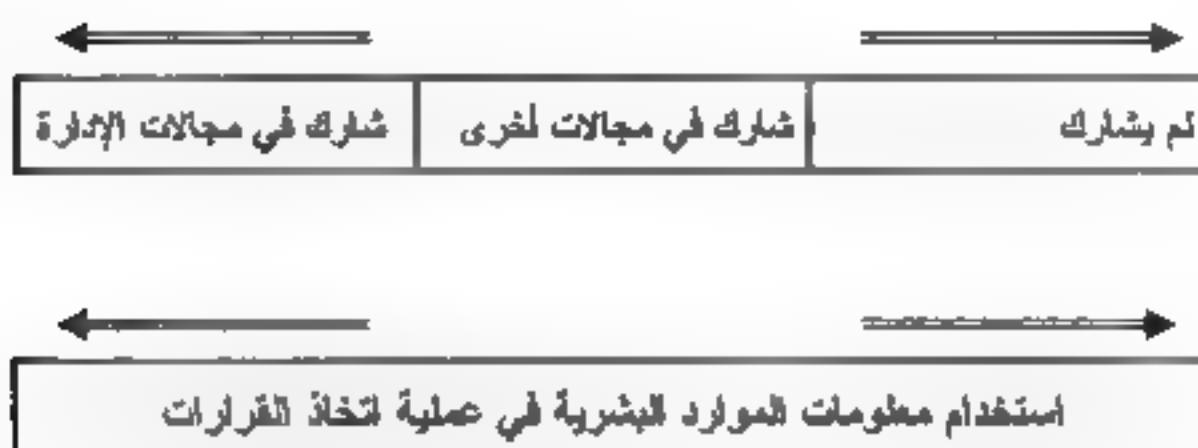 لم يشارك شارك في مجالات أخرى شارك في مجالات الإدارة
استخدام معلومات الموارد البشرية في عملية اتخاذ القرارات